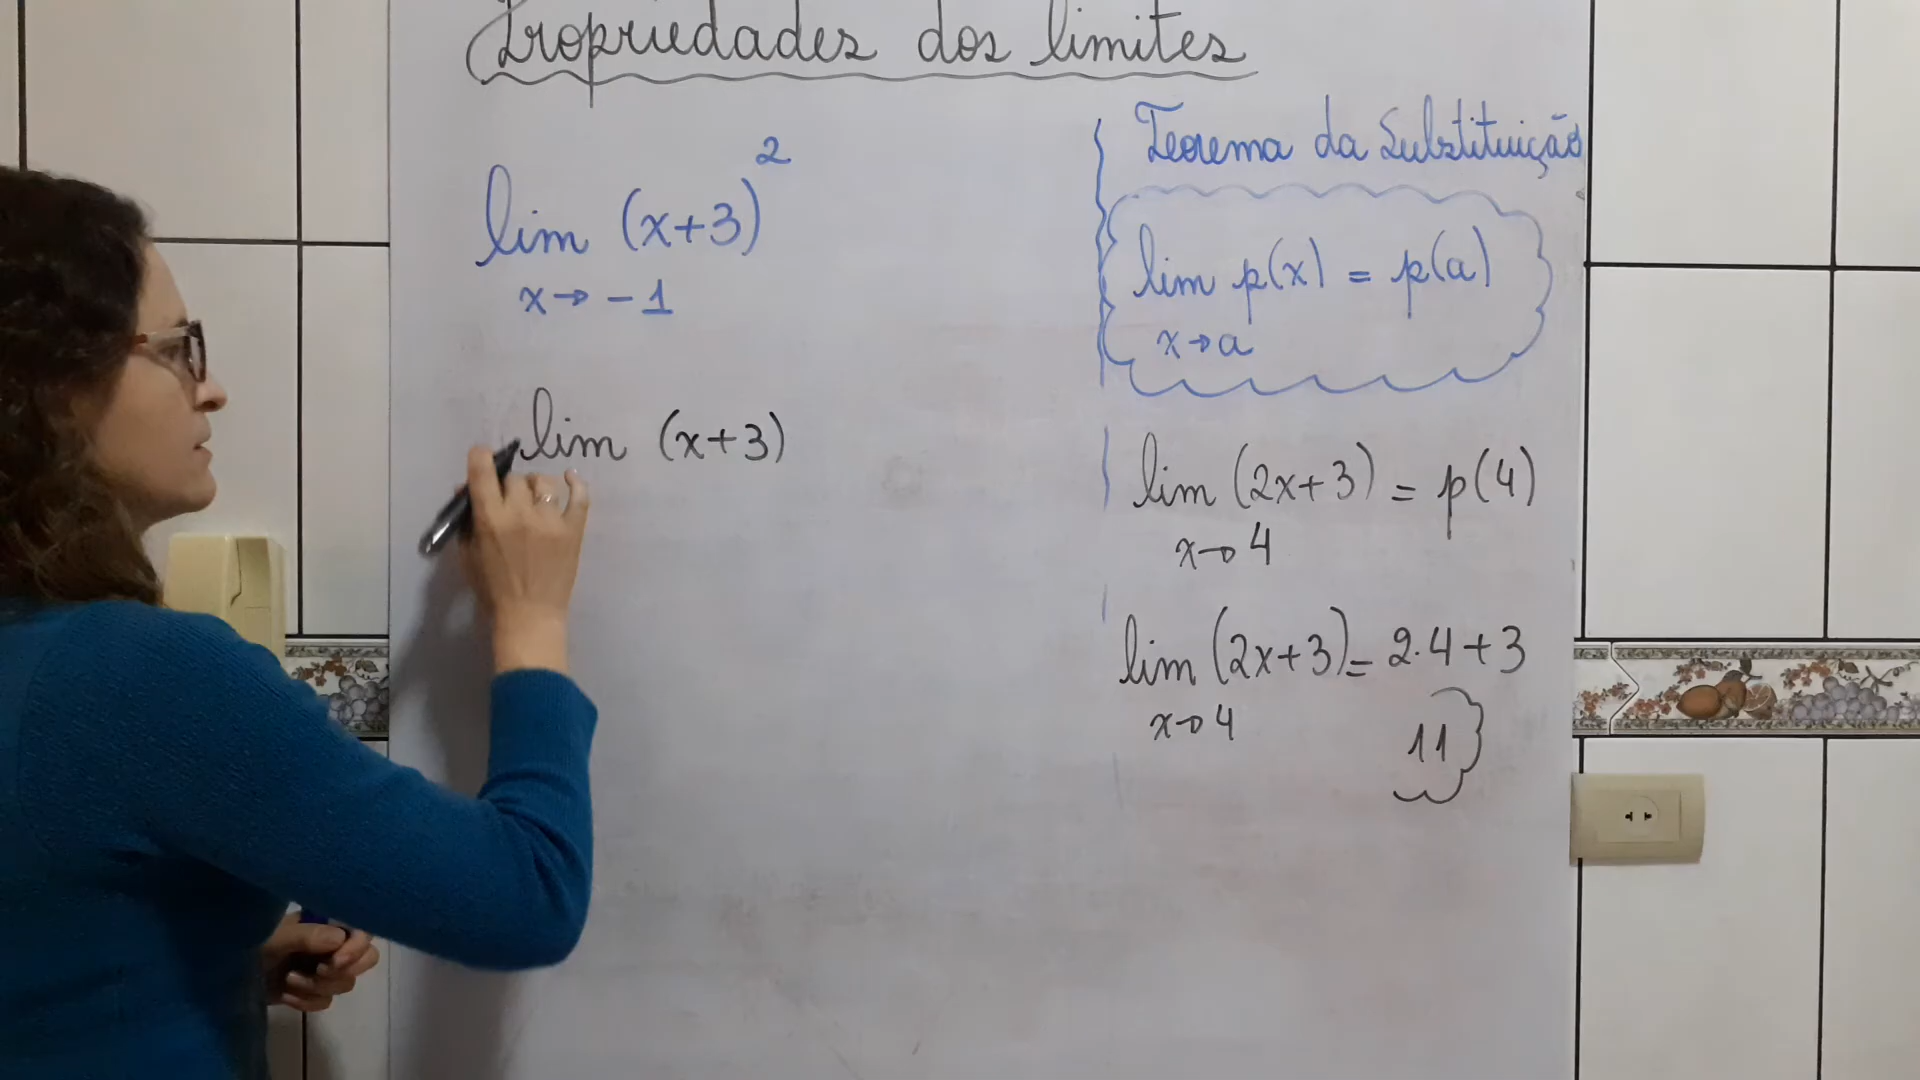 Propriedades dos limites
lim (x+3)²
x→ -1
lim (x+3)
Teorema da Substituição
lim p(x) = p(a)
x→a
lim (2x+3) = p(4)
x→4
lim (2x+3) = 2.4+3
x→4
11